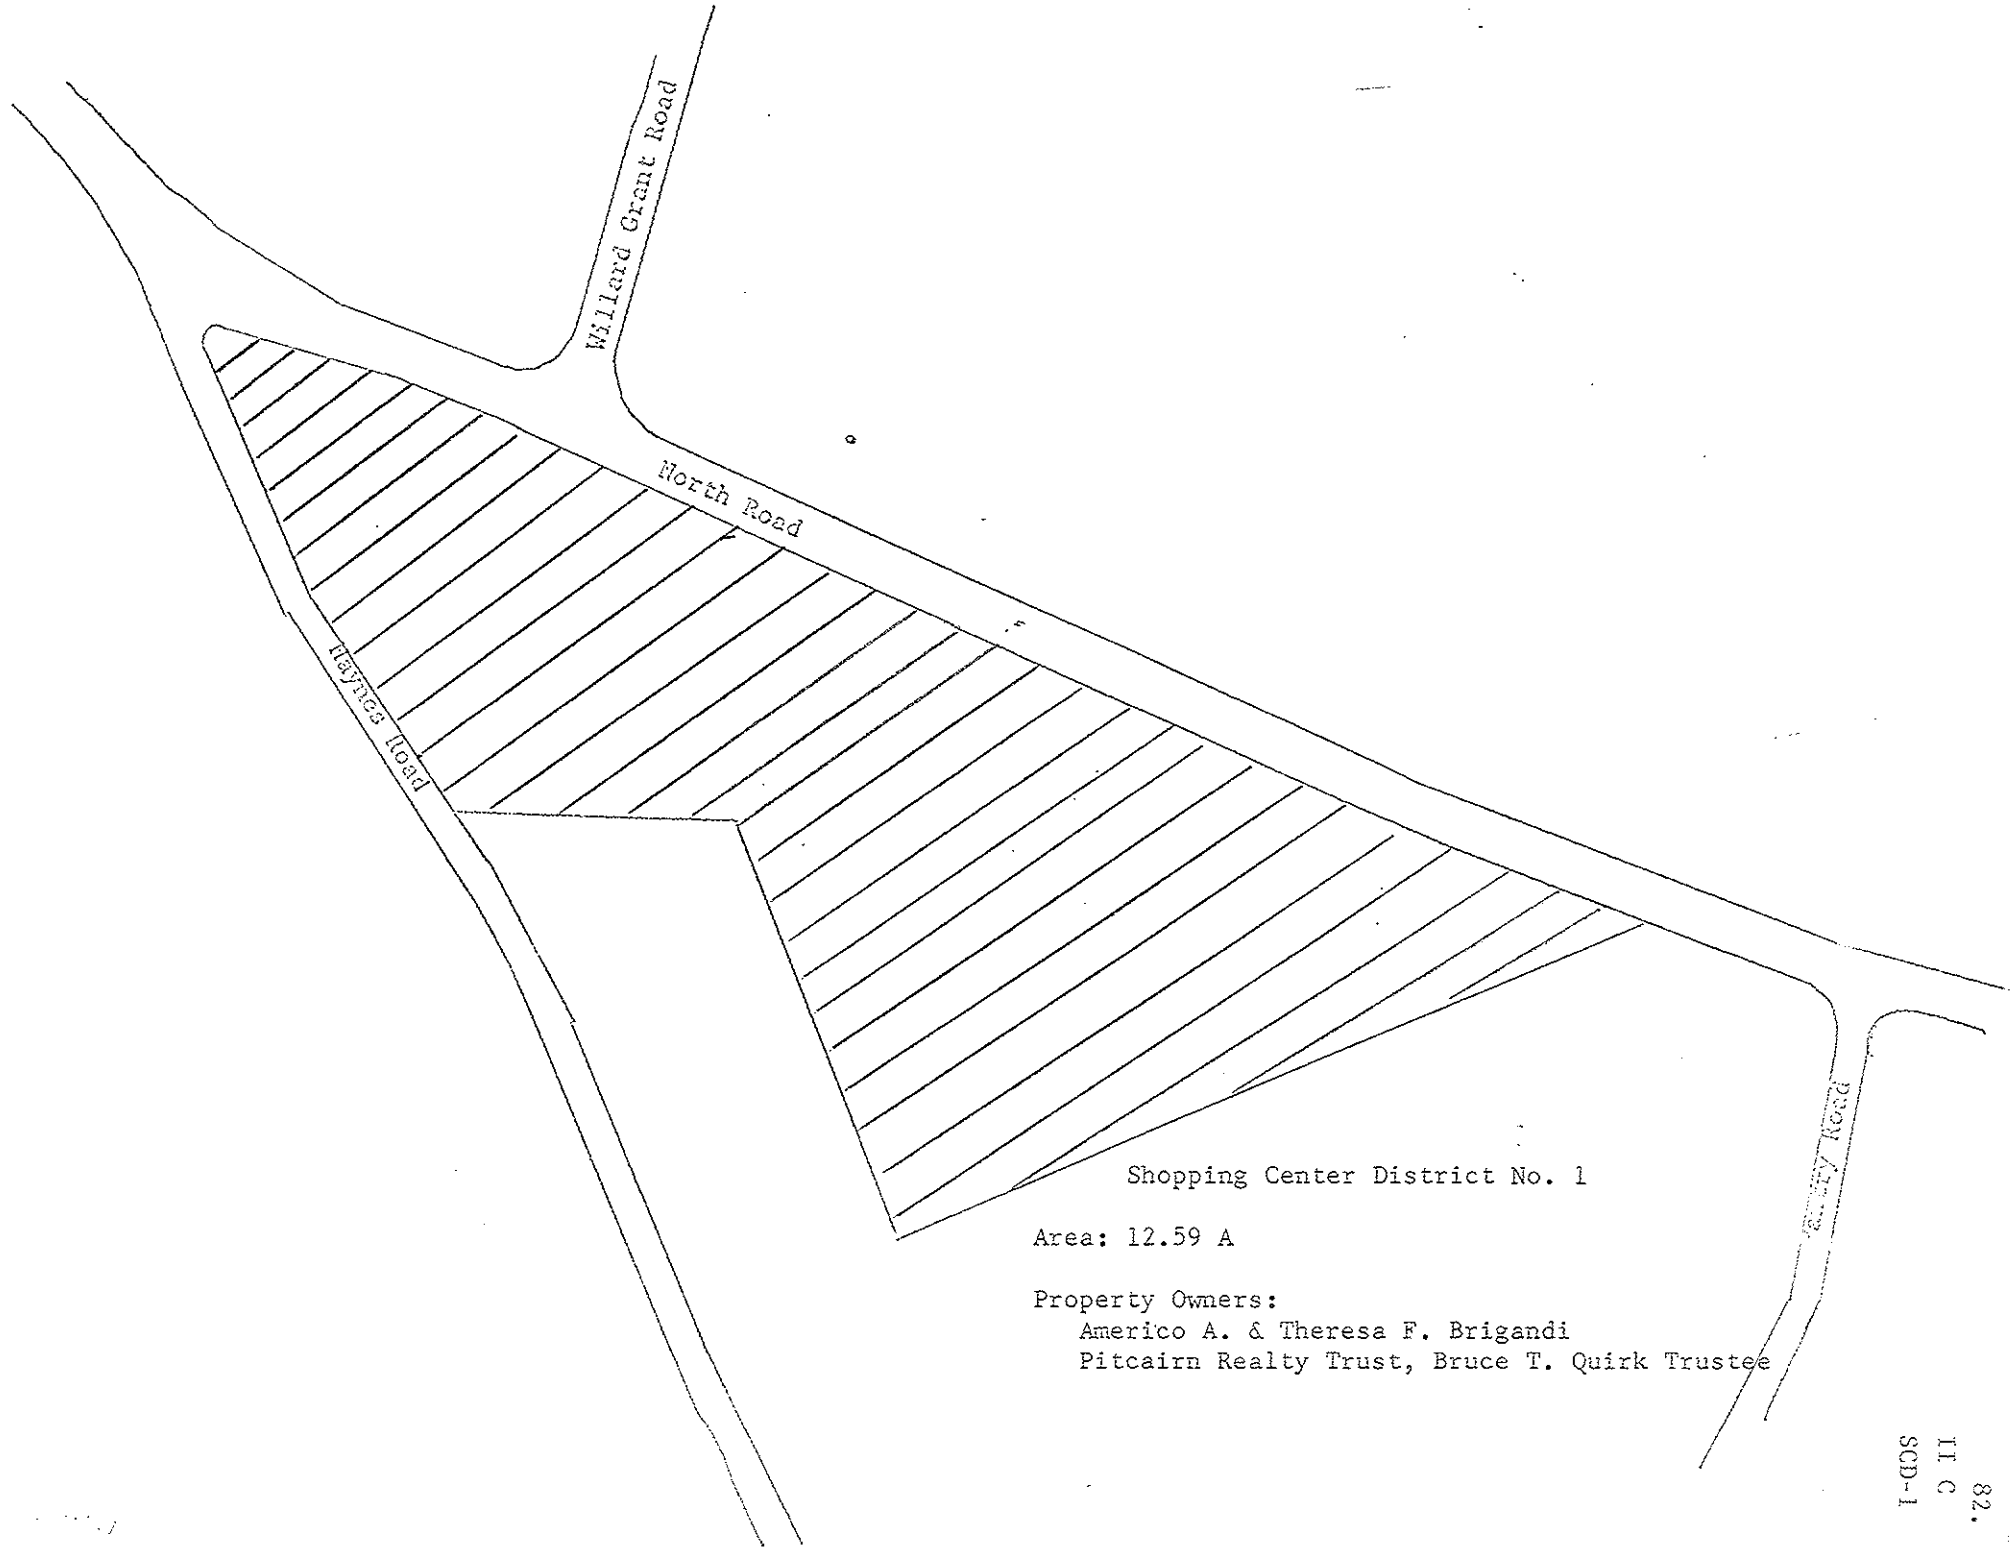 Willard Grant Road
North Road
Haynes Road
Road
Shopping Center District No. 1
Area: 12.59 A
Property Owners:
Americo A. & Theresa F. Brigandi
Pitcairn Realty Trust, Bruce T. Quirk Trustee
82.
II C
SCD-1